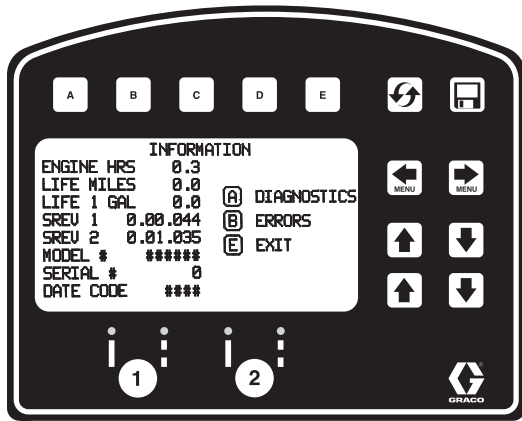 A B C D E
INFORMATION
ENGINE HRS 0.3
LIFE MILES 0.0
LIFE 1 GAL 0.0
SREV 1 0.00.044
SREV 2 0.01.035
MODEL # ######
SERIAL # 0
DATE CODE ####
A DIAGNOSTICS
B ERRORS
E EXIT
MENU MENU
1 2
GRACO